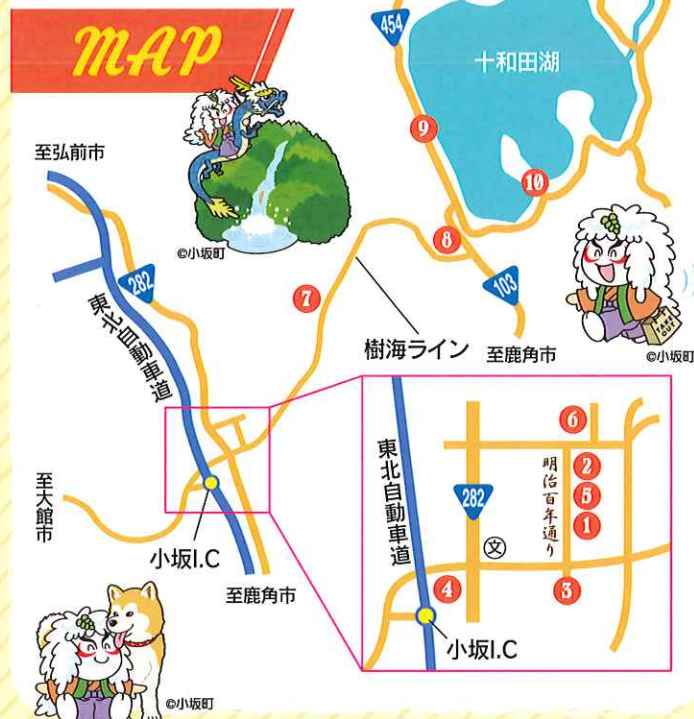 MAP
454
十和田湖
9
10
至弘前市
©小坂町
282
東北自動車道
7
8
103
樹海ライン
至鹿角市
TAKE OUT
©小坂町
至大館市
小坂I.C
至鹿角市
©小坂町
東北自動車道
282
文
明治百年通り
6
2
5
1
4
3
小坂I.C